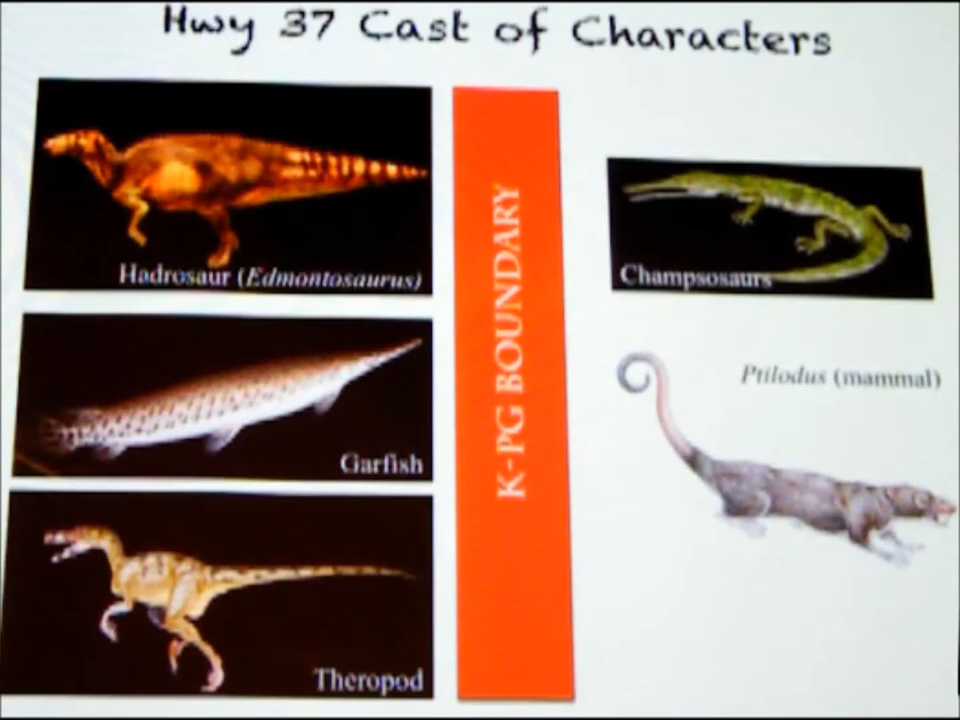 Hwy 37 Cast of Characters
Hadrosaur (Edmontosaurus)
Garfish
Theropod
K-PG BOUNDARY
Champsosaurs
Ptilodus (mammal)